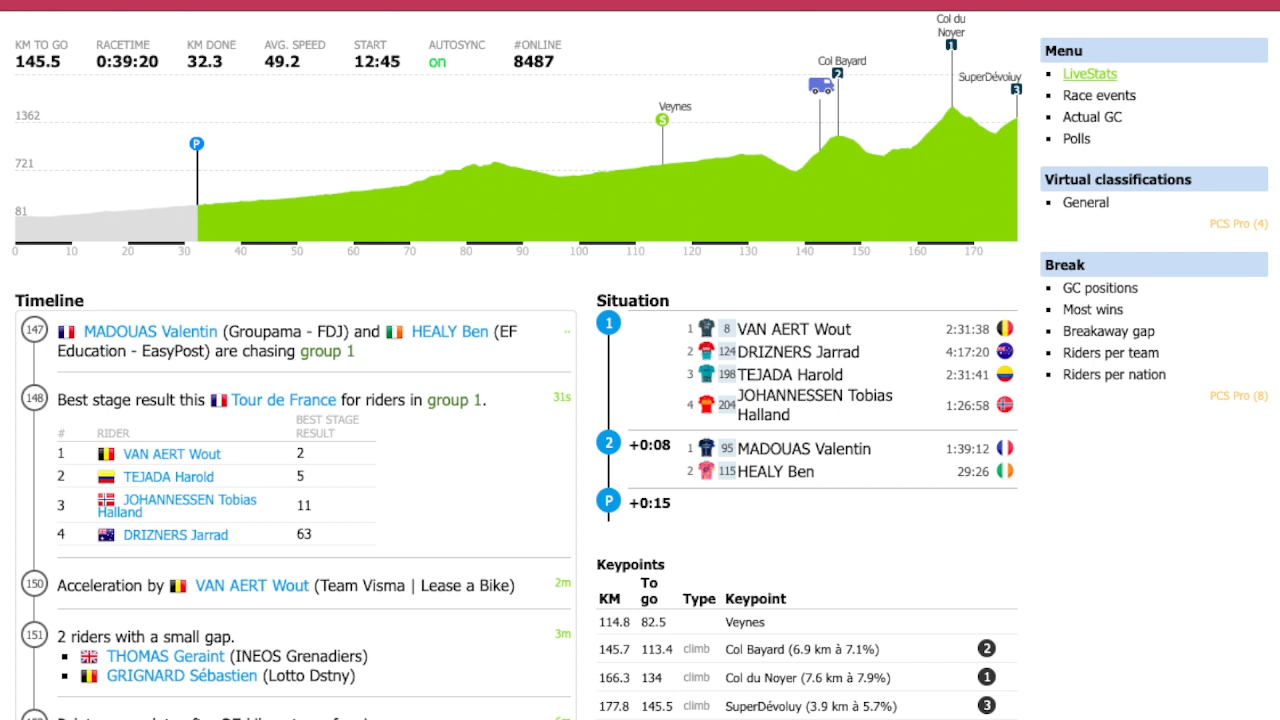 KM TO GO RACETIME KM DONE AVG. SPEED START AUTOSYNC #ONLINE
145.5 0:39:20 32.3 49.2 12:45 on 8487
Col du
Noyer
1
Col Bayard
2
SuperDévoluy
3
Veynes
S
P
1362
721
81
0 10 20 30 40 50 60 70 80 90 100 110 120 130 140 150 160 170
Menu
LiveStats
Race events
Actual GC
Polls
Virtual classifications
General
PCS Pro (4)
Break
GC positions
Most wins
Breakaway gap
Riders per team
Riders per nation
PCS Pro (8)
Timeline
147 MADOUAS Valentin (Groupama - FDJ) and HEALY Ben (EF
Education - EasyPost) are chasing group 1
148 Best stage result this Tour de France for riders in group 1. 31s
BEST STAGE
# RIDER RESULT
1 VAN AERT Wout 2
2 TEJADA Harold 5
3 JOHANNESSEN Tobias
Halland 11
4 DRIZNERS Jarrad 63
150 Acceleration by VAN AERT Wout (Team Visma | Lease a Bike) 2m
151 2 riders with a small gap. 3m
THOMAS Geraint (INEOS Grenadiers)
GRIGNARD Sébastien (Lotto Dstny)
Situation
1
1 8 VAN AERT Wout 2:31:38
2 124 DRIZNERS Jarrad 4:17:20
3 198 TEJADA Harold 2:31:41
4 204 JOHANNESSEN Tobias
Halland 1:26:58
2 +0:08
1 95 MADOUAS Valentin 1:39:12
2 115 HEALY Ben 29:26
P +0:15
Keypoints
KM To
go Type Keypoint
114.8 82.5 Veynes
145.7 113.4 climb Col Bayard (6.9 km à 7.1%) 2
166.3 134 climb Col du Noyer (7.6 km à 7.9%) 1
177.8 145.5 climb SuperDévoluy (3.9 km à 5.7%) 3